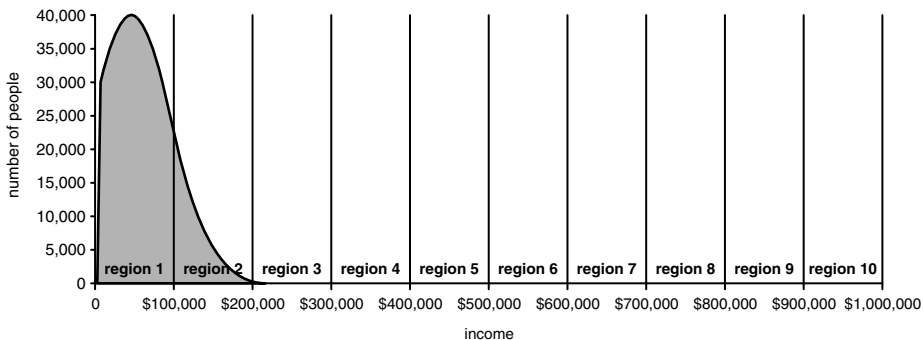 40,000
35,000
30,000
25,000
20,000
15,000
10,000
5,000
0
number of people
region 1 region 2 region 3 region 4 region 5 region 6 region 7 region 8 region 9 region 10
0 $100,000 $200,000 $300,000 $400,000 $500,000 $600,000 $700,000 $800,000 $900,000 $1,000,000
income